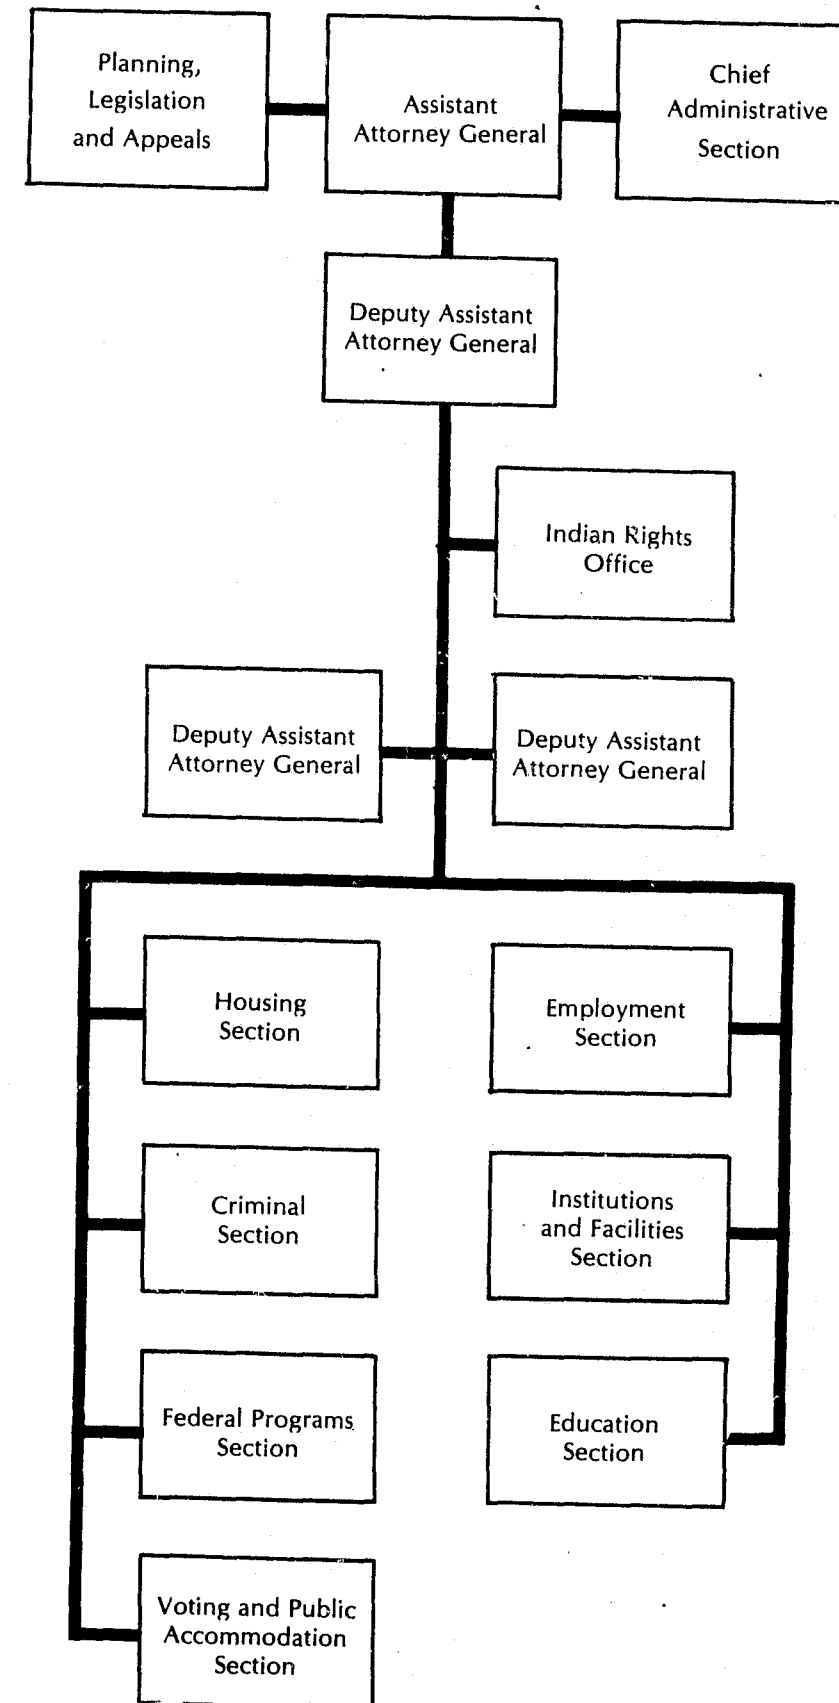 Planning,
Legislation
and Appeals
Assistant
Attorney General
Chief
Administrative
Section
Deputy Assistant
Attorney General
Indian Rights
Office
Deputy Assistant
Attorney General
Deputy Assistant
Attorney General
Housing
Section
Employment
Section
Criminal
Section
Institutions
and Facilities
Section
Federal Programs
Section
Education
Section
Voting and Public
Accommodation
Section